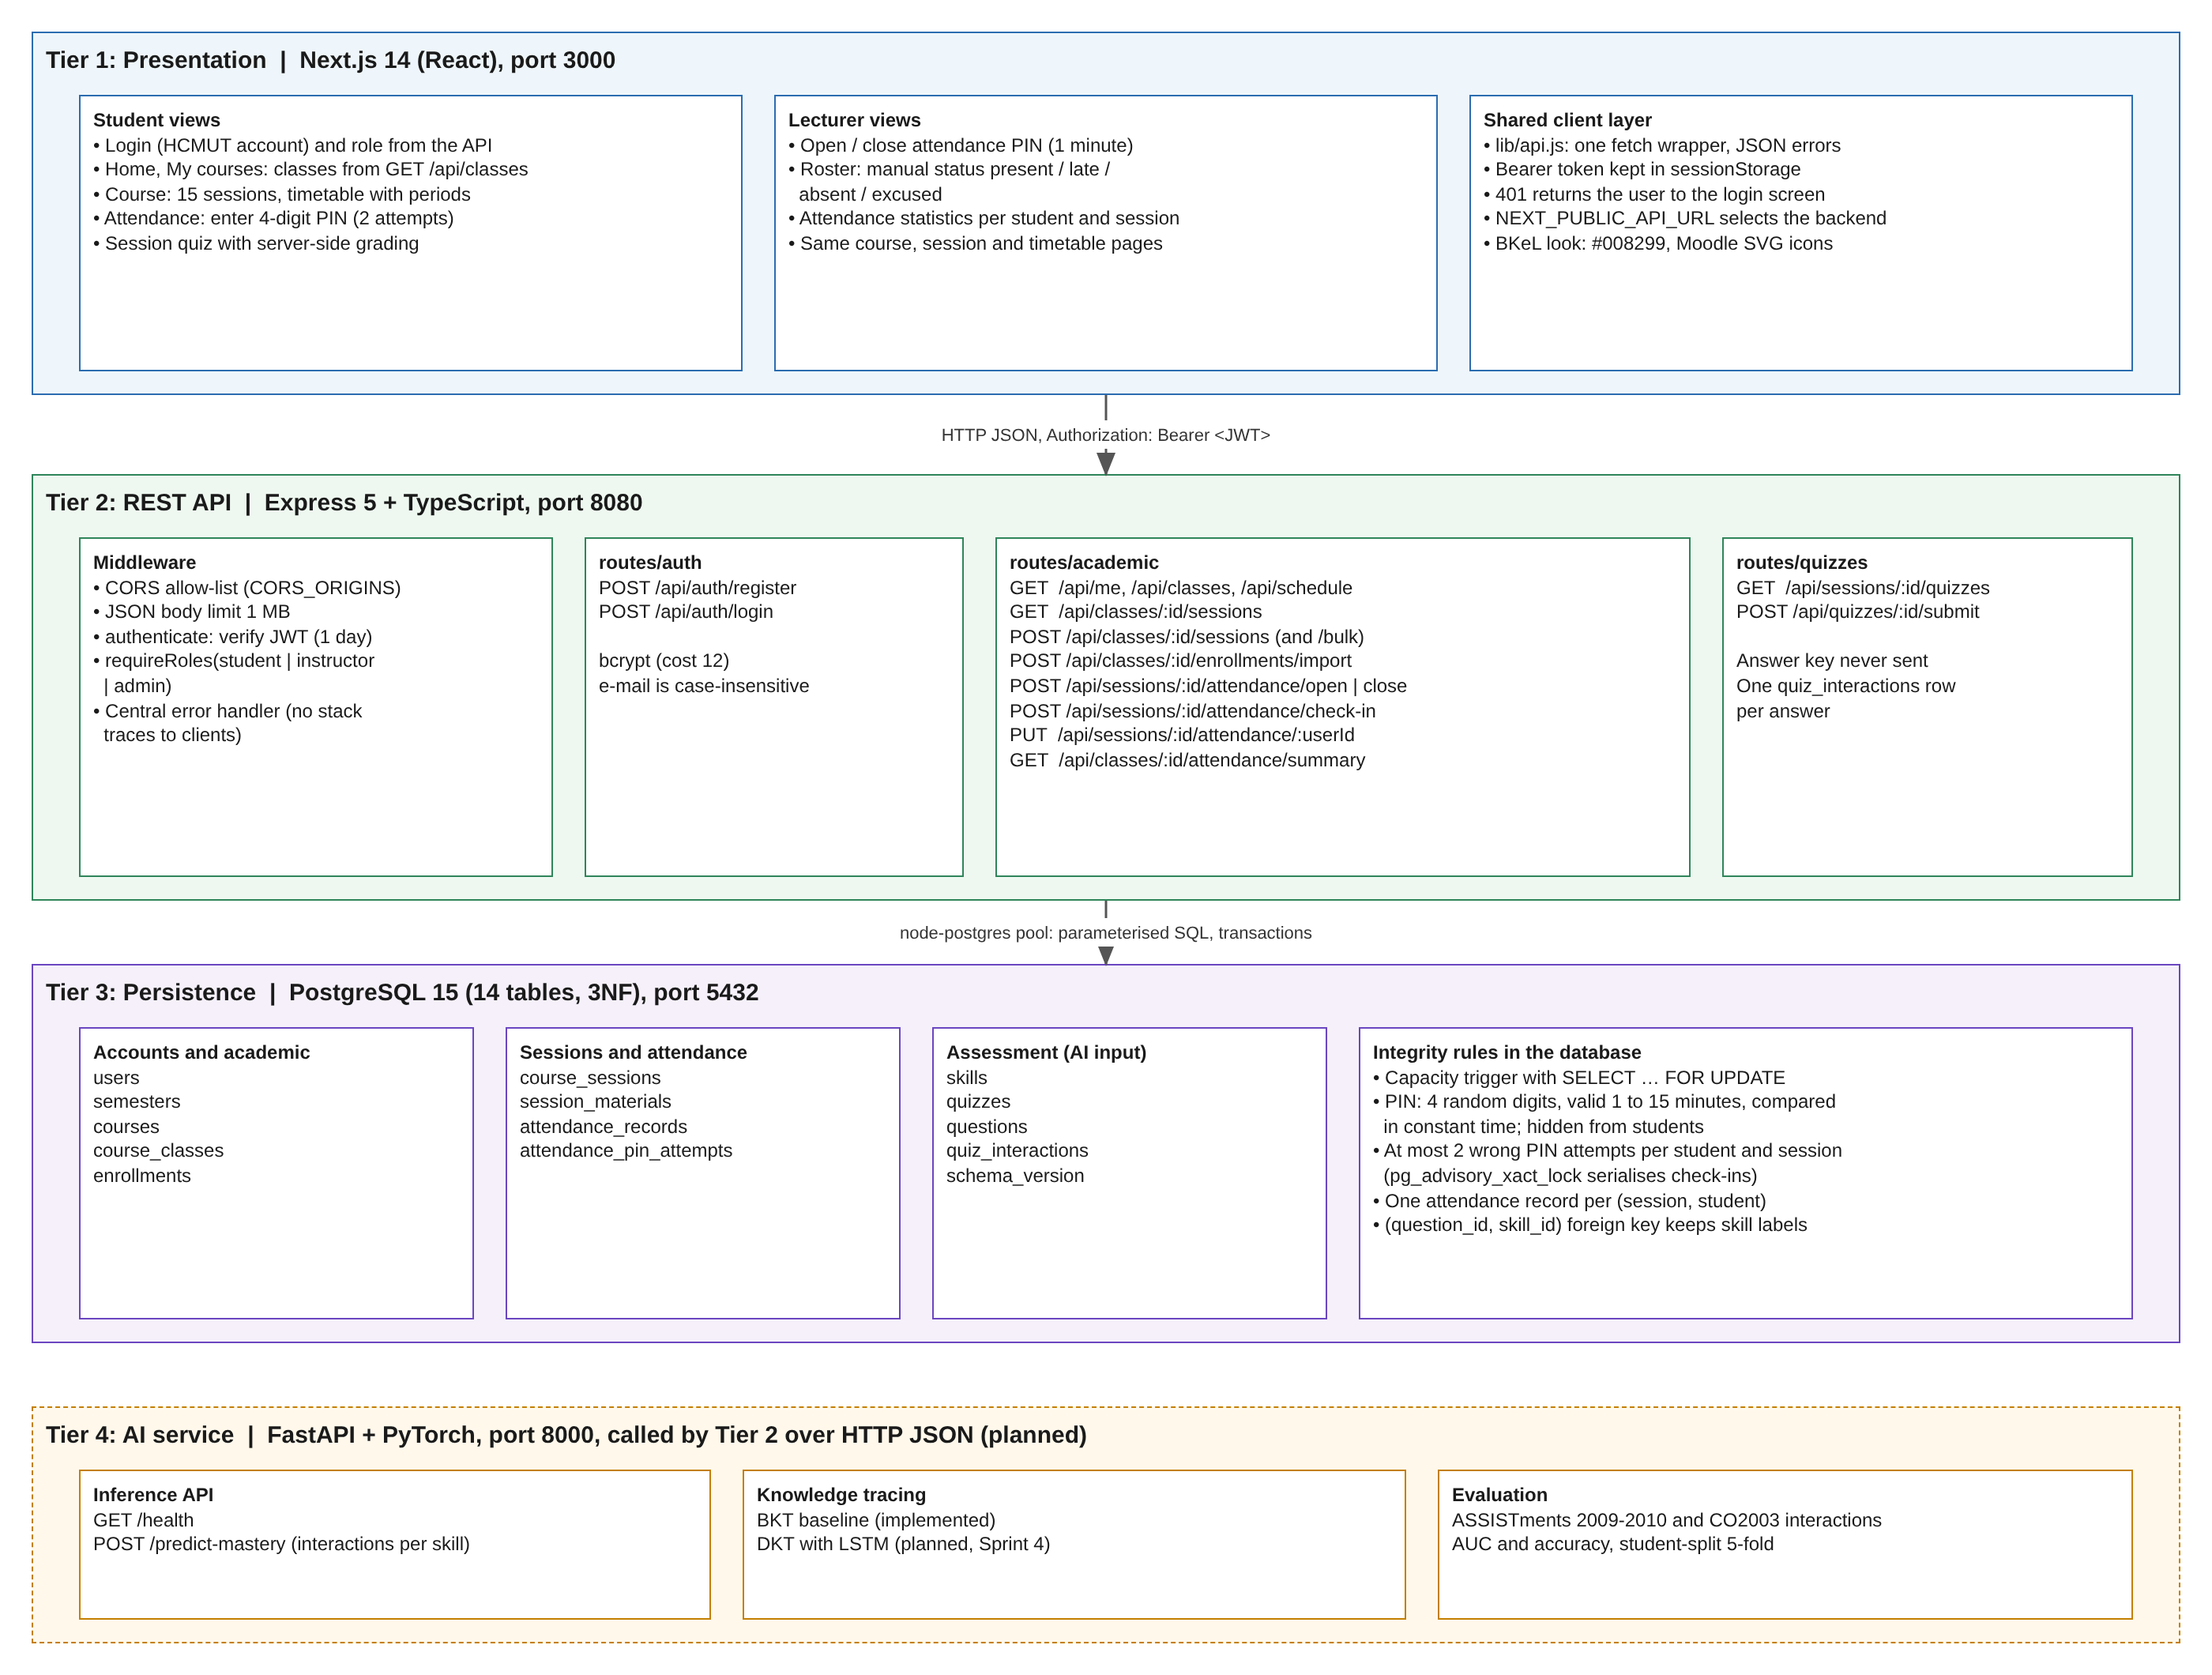 Tier 1: Presentation | Next.js 14 (React), port 3000
Student views
• Login (HCMUT account) and role from the API
• Home, My courses: classes from GET /api/classes
• Course: 15 sessions, timetable with periods
• Attendance: enter 4-digit PIN (2 attempts)
• Session quiz with server-side grading
Lecturer views
• Open / close attendance PIN (1 minute)
• Roster: manual status present / late /
absent / excused
• Attendance statistics per student and session
• Same course, session and timetable pages
Shared client layer
• lib/api.js: one fetch wrapper, JSON errors
• Bearer token kept in sessionStorage
• 401 returns the user to the login screen
• NEXT_PUBLIC_API_URL selects the backend
• BKeL look: #008299, Moodle SVG icons
HTTP JSON, Authorization: Bearer <JWT>
Tier 2: REST API | Express 5 + TypeScript, port 8080
Middleware
• CORS allow-list (CORS_ORIGINS)
• JSON body limit 1 MB
• authenticate: verify JWT (1 day)
• requireRoles(student | instructor
| admin)
• Central error handler (no stack
traces to clients)
routes/auth
POST /api/auth/register
POST /api/auth/login
bcrypt (cost 12)
e-mail is case-insensitive
routes/academic
GET /api/me, /api/classes, /api/schedule
GET /api/classes/:id/sessions
POST /api/classes/:id/sessions (and /bulk)
POST /api/classes/:id/enrollments/import
POST /api/sessions/:id/attendance/open | close
POST /api/sessions/:id/attendance/check-in
PUT /api/sessions/:id/attendance/:userId
GET /api/classes/:id/attendance/summary
routes/quizzes
GET /api/sessions/:id/quizzes
POST /api/quizzes/:id/submit
Answer key never sent
One quiz_interactions row
per answer
node-postgres pool: parameterised SQL, transactions
Tier 3: Persistence | PostgreSQL 15 (14 tables, 3NF), port 5432
Accounts and academic
users
semesters
courses
course_classes
enrollments
Sessions and attendance
course_sessions
session_materials
attendance_records
attendance_pin_attempts
Assessment (AI input)
skills
quizzes
questions
quiz_interactions
schema_version
Integrity rules in the database
• Capacity trigger with SELECT … FOR UPDATE
• PIN: 4 random digits, valid 1 to 15 minutes, compared
in constant time; hidden from students
• At most 2 wrong PIN attempts per student and session
(pg_advisory_xact_lock serialises check-ins)
• One attendance record per (session, student)
• (question_id, skill_id) foreign key keeps skill labels
Tier 4: AI service | FastAPI + PyTorch, port 8000, called by Tier 2 over HTTP JSON (planned)
Inference API
GET /health
POST /predict-mastery (interactions per skill)
Knowledge tracing
BKT baseline (implemented)
DKT with LSTM (planned, Sprint 4)
Evaluation
ASSISTments 2009-2010 and CO2003 interactions
AUC and accuracy, student-split 5-fold